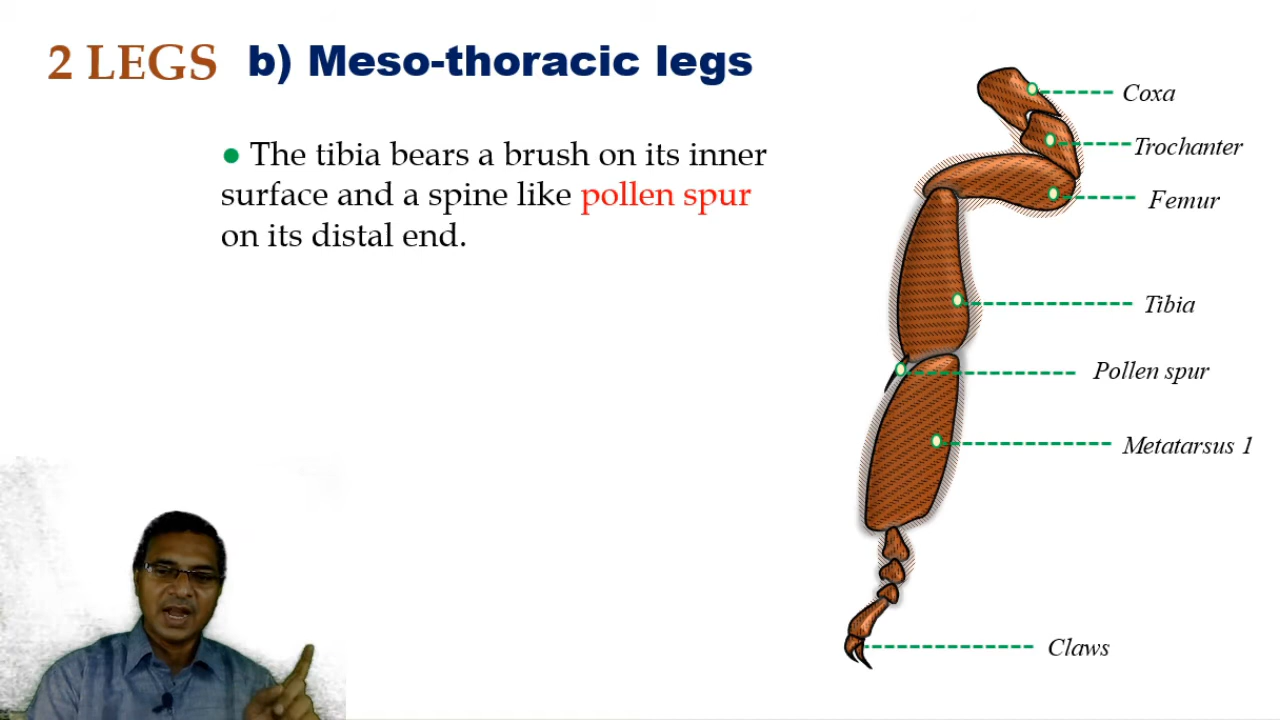 2 LEGS b) Meso-thoracic legs
● The tibia bears a brush on its inner
surface and a spine like pollen spur
on its distal end.
Coxa
Trochanter
Femur
Tibia
Pollen spur
Metatarsus 1
Claws